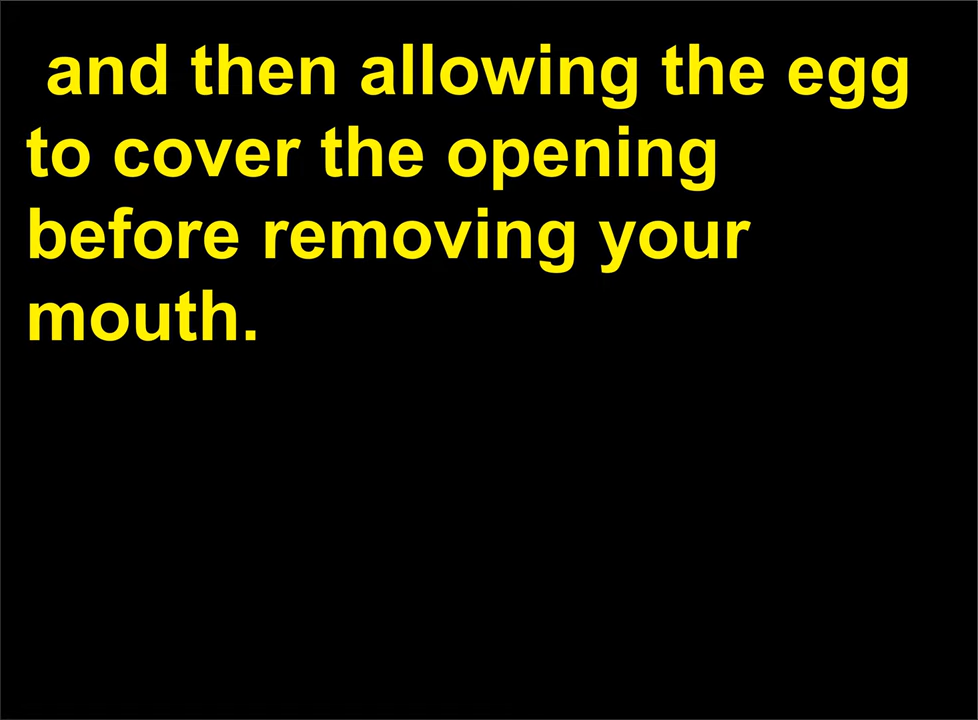 and then allowing the egg
to cover the opening
before removing your
mouth.